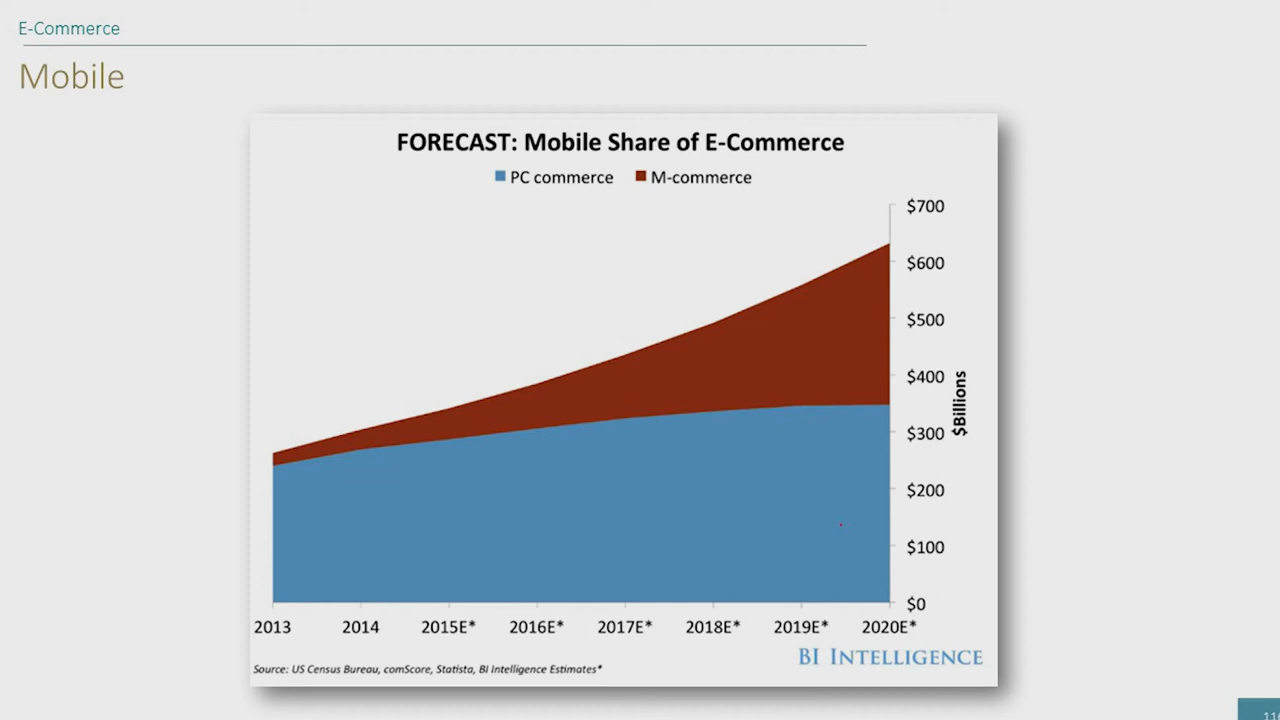 E-Commerce
Mobile
FORECAST: Mobile Share of E-Commerce
PC commerce M-commerce
$700
$600
$500
$400
$300
$200
$100
$0
$Billions
2013 2014 2015E* 2016E* 2017E* 2018E* 2019E* 2020E*
BI INTELLIGENCE
Source: US Census Bureau, comScore, Statista, BI Intelligence Estimates*